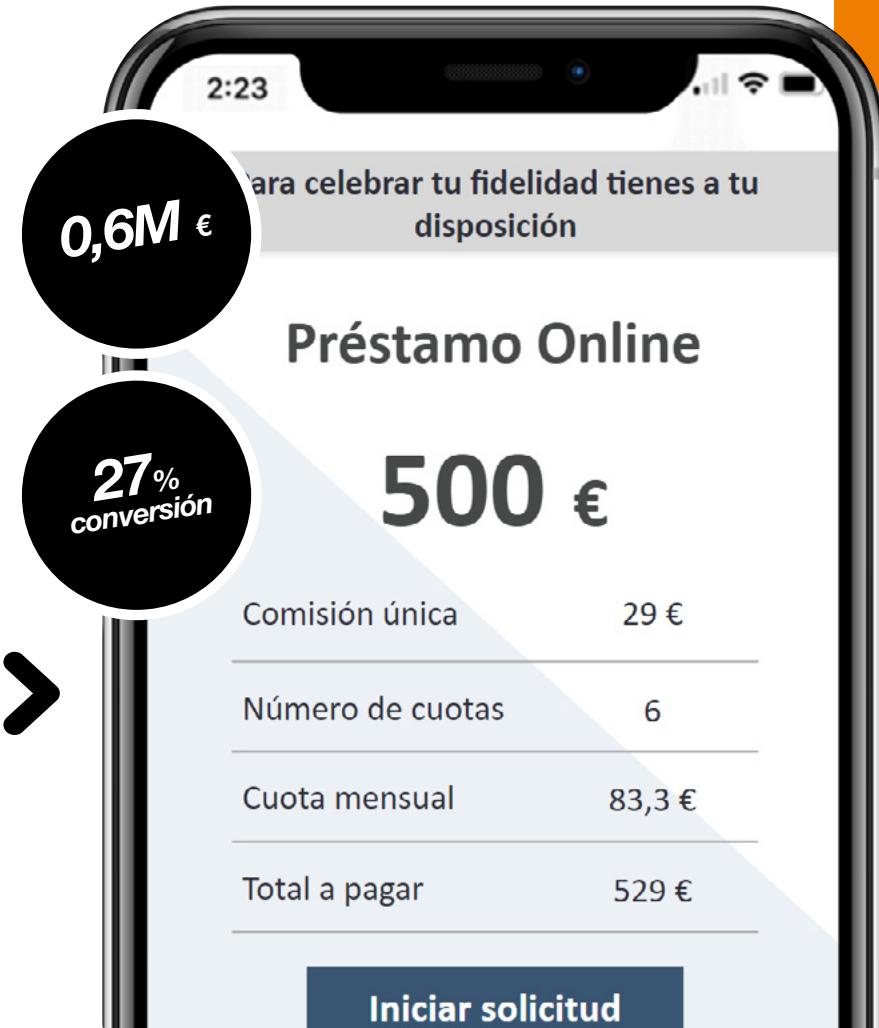 2:23
ara celebrar tu fidelidad tienes a tu
disposición
0,6M €
Préstamo Online
500 €
27%
conversión
Comisión única 29 €
Número de cuotas 6
Cuota mensual 83,3 €
Total a pagar 529 €
Iniciar solicitud